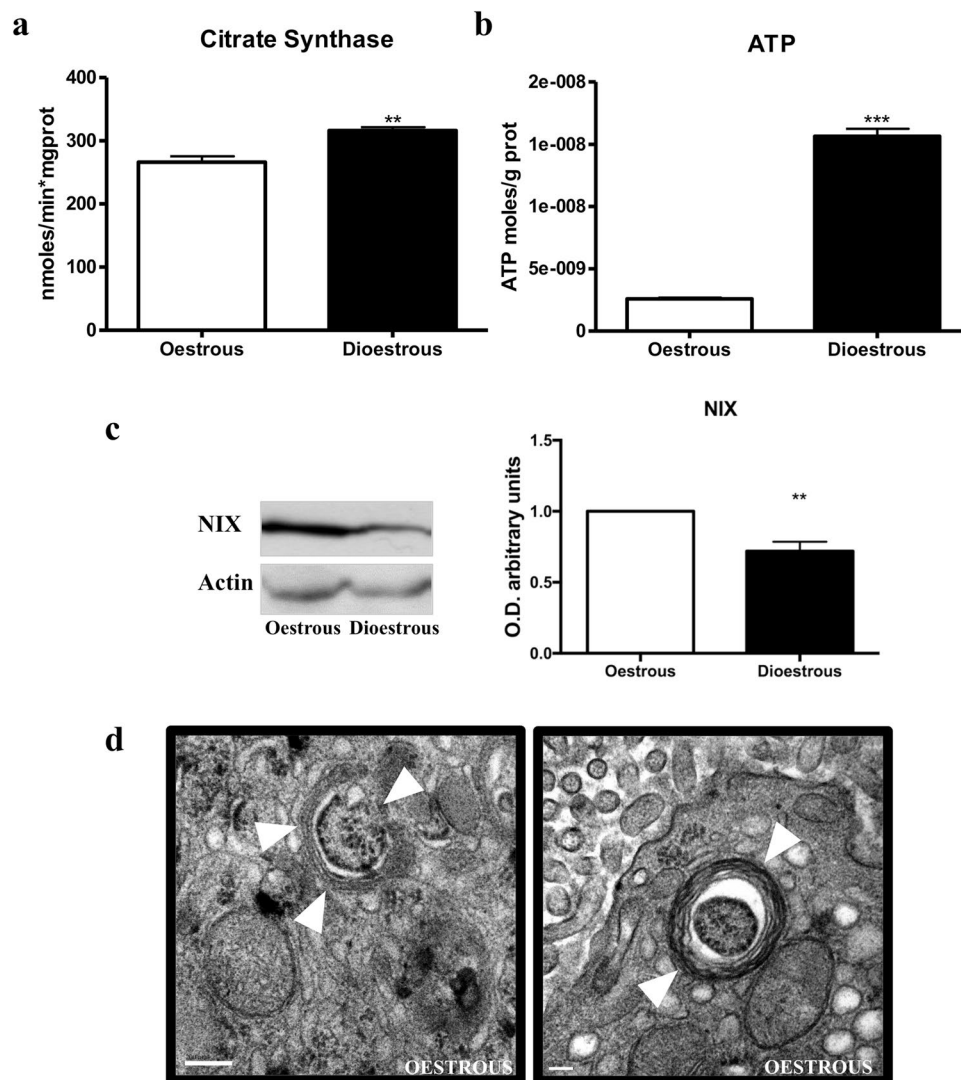 a
Citrate Synthase
nmoles/min*mgprot
400
300
200
100
0
**
Oestrous
Dioestrous
b
ATP
ATP moles/g prot
2e-008
1e-008
1e-008
5e-009
0
***
Oestrous
Dioestrous
c
NIX
Actin
Oestrous Dioestrous
NIX
O.D. arbitrary units
1.5
1.0
0.5
0.0
**
Oestrous
Dioestrous
d
OESTROUS
OESTROUS